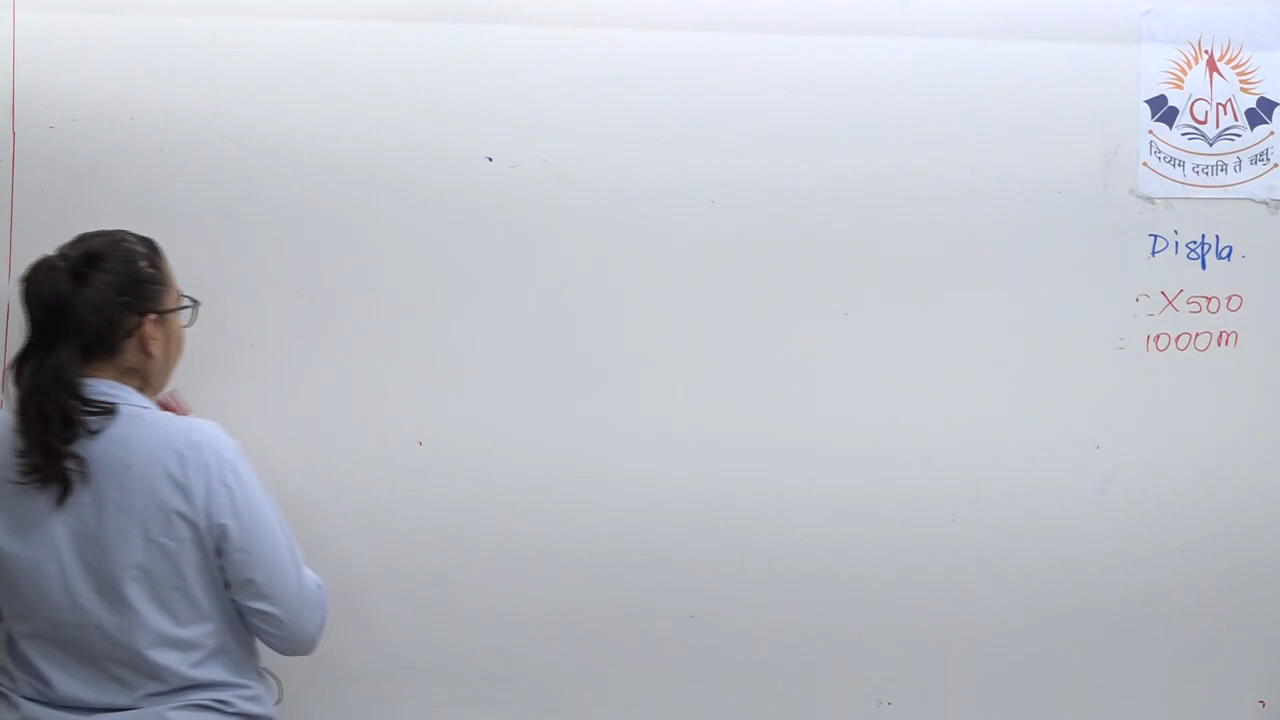 GM
दिव्यम् ददामि ते चक्षुः
Displa.
= X500
= 1000m